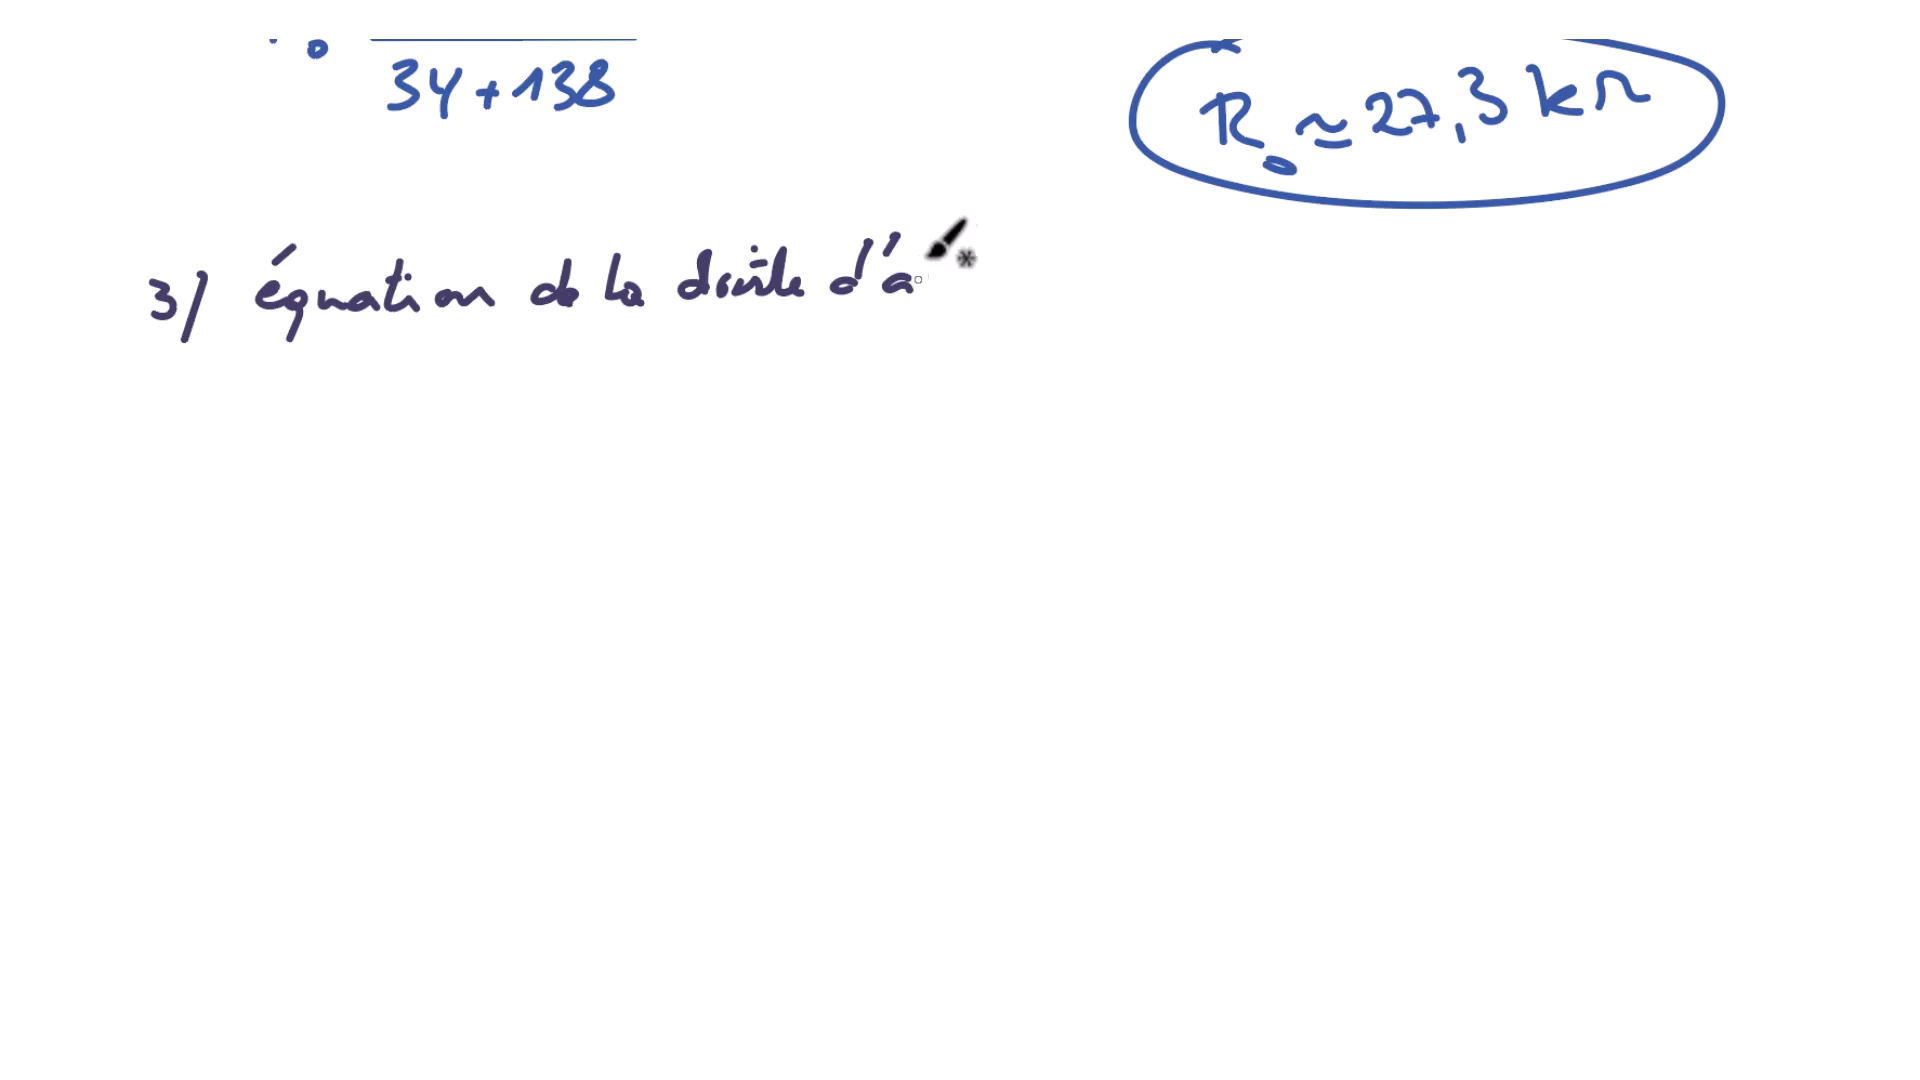 34+138
R₀ ≃ 27,3 kΩ
3/ équation de la droite d'a